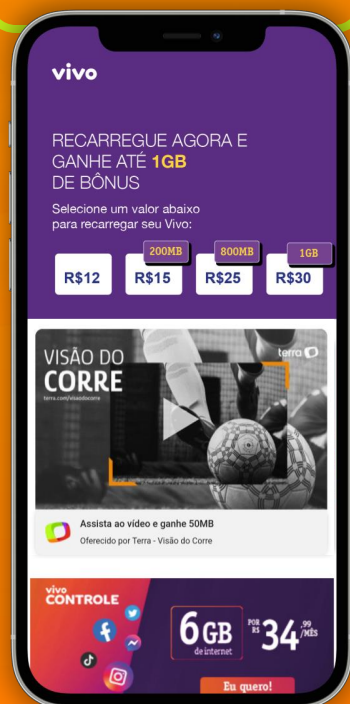 vivo
RECARREGUE AGORA E
GANHE ATÉ 1GB
DE BÔNUS
Selecione um valor abaixo
para recarregar seu Vivo:
200MB
800MB
1GB
R$12
R$15
R$25
R$30
VISÃO DO
CORRE
terra.com/visaodocorre
terra
Assista ao vídeo e ganhe 50MB
Oferecido por Terra - Visão do Corre
vivo
CONTROLE
6GB
de internet
POR
R$
34
,99
/MÊS
Eu quero!